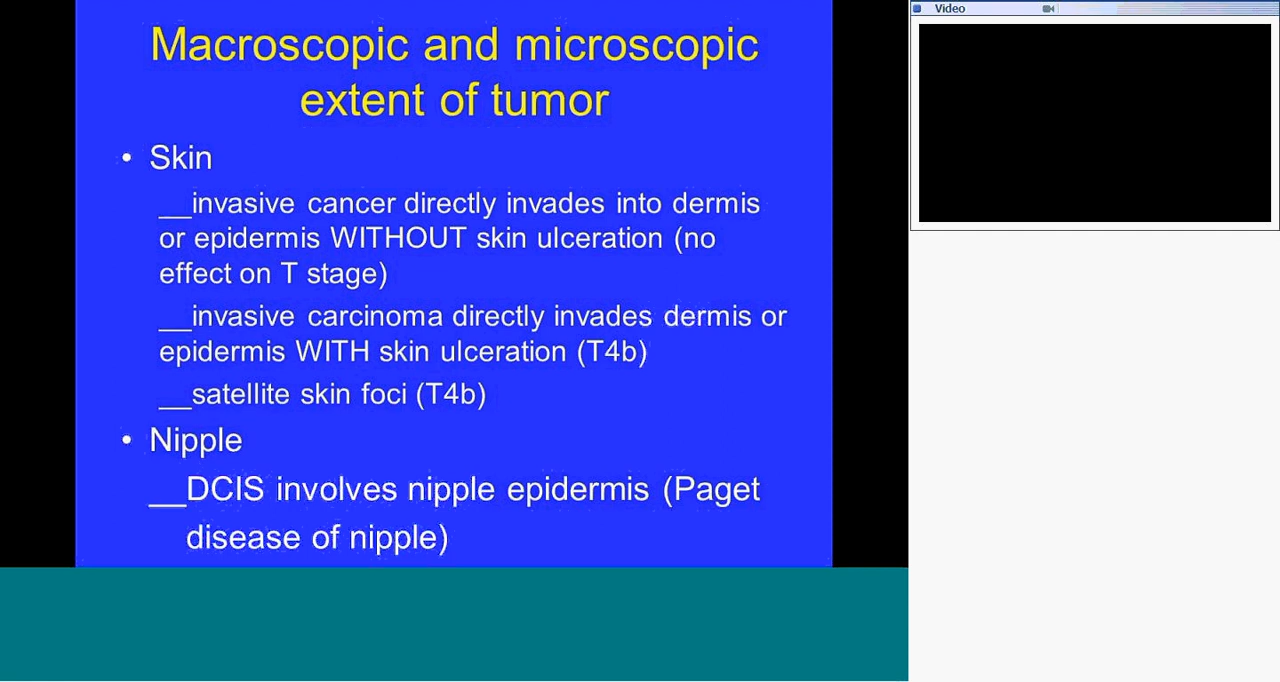 Macroscopic and microscopic
extent of tumor
• Skin
__invasive cancer directly invades into dermis
or epidermis WITHOUT skin ulceration (no
effect on T stage)
__invasive carcinoma directly invades dermis or
epidermis WITH skin ulceration (T4b)
__satellite skin foci (T4b)
• Nipple
__DCIS involves nipple epidermis (Paget
disease of nipple)
Video